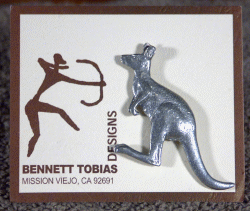 DESIGNS
BENNETT TOBIAS
MISSION VIEJO, CA 92691